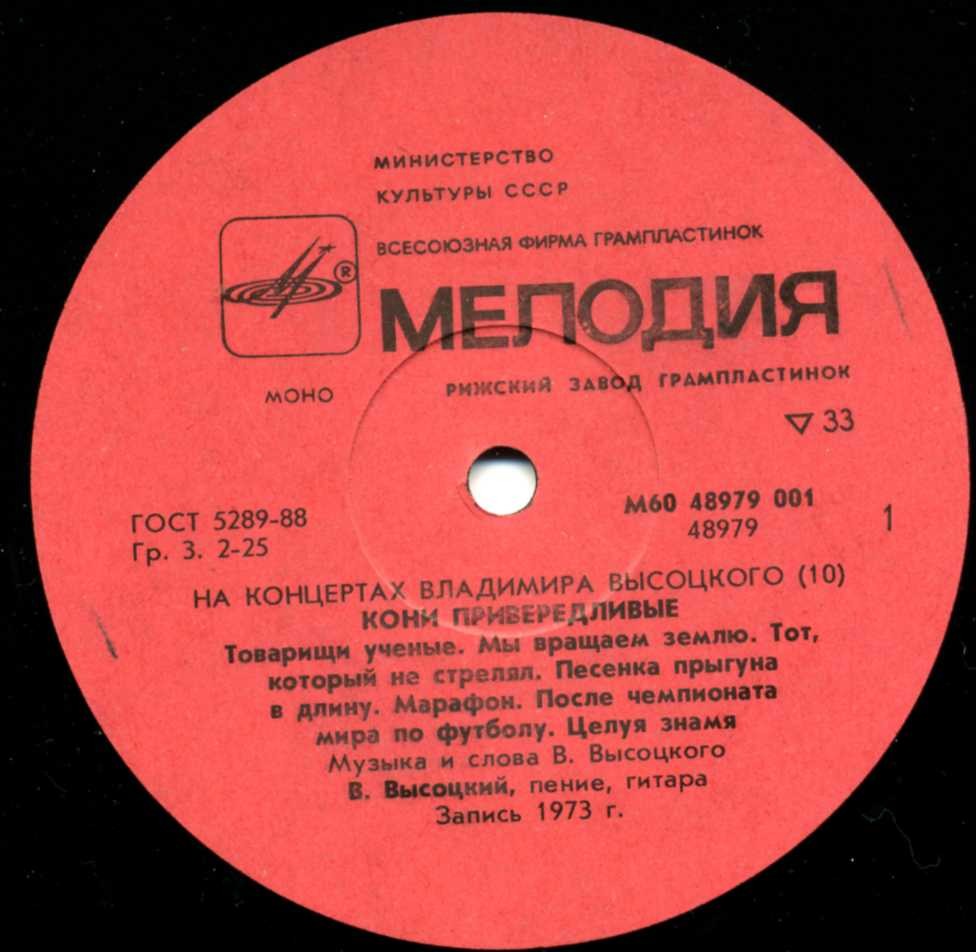 МИНИСТЕРСТВО
КУЛЬТУРЫ СССР
ВСЕСОЮЗНАЯ ФИРМА ГРАМПЛАСТИНОК
®
МЕЛОДИЯ
МОНО
РИЖСКИЙ ЗАВОД ГРАМПЛАСТИНОК
▽ 33
ГОСТ 5289-88
Гр. 3. 2-25
М60 48979 001
48979
1
НА КОНЦЕРТАХ ВЛАДИМИРА ВЫСОЦКОГО (10)
КОНИ ПРИВЕРЕДЛИВЫЕ
Товарищи ученые. Мы вращаем землю. Тот,
который не стрелял. Песенка прыгуна
в длину. Марафон. После чемпионата
мира по футболу. Целуя знамя
Музыка и слова В. Высоцкого
В. Высоцкий, пение, гитара
Запись 1973 г.